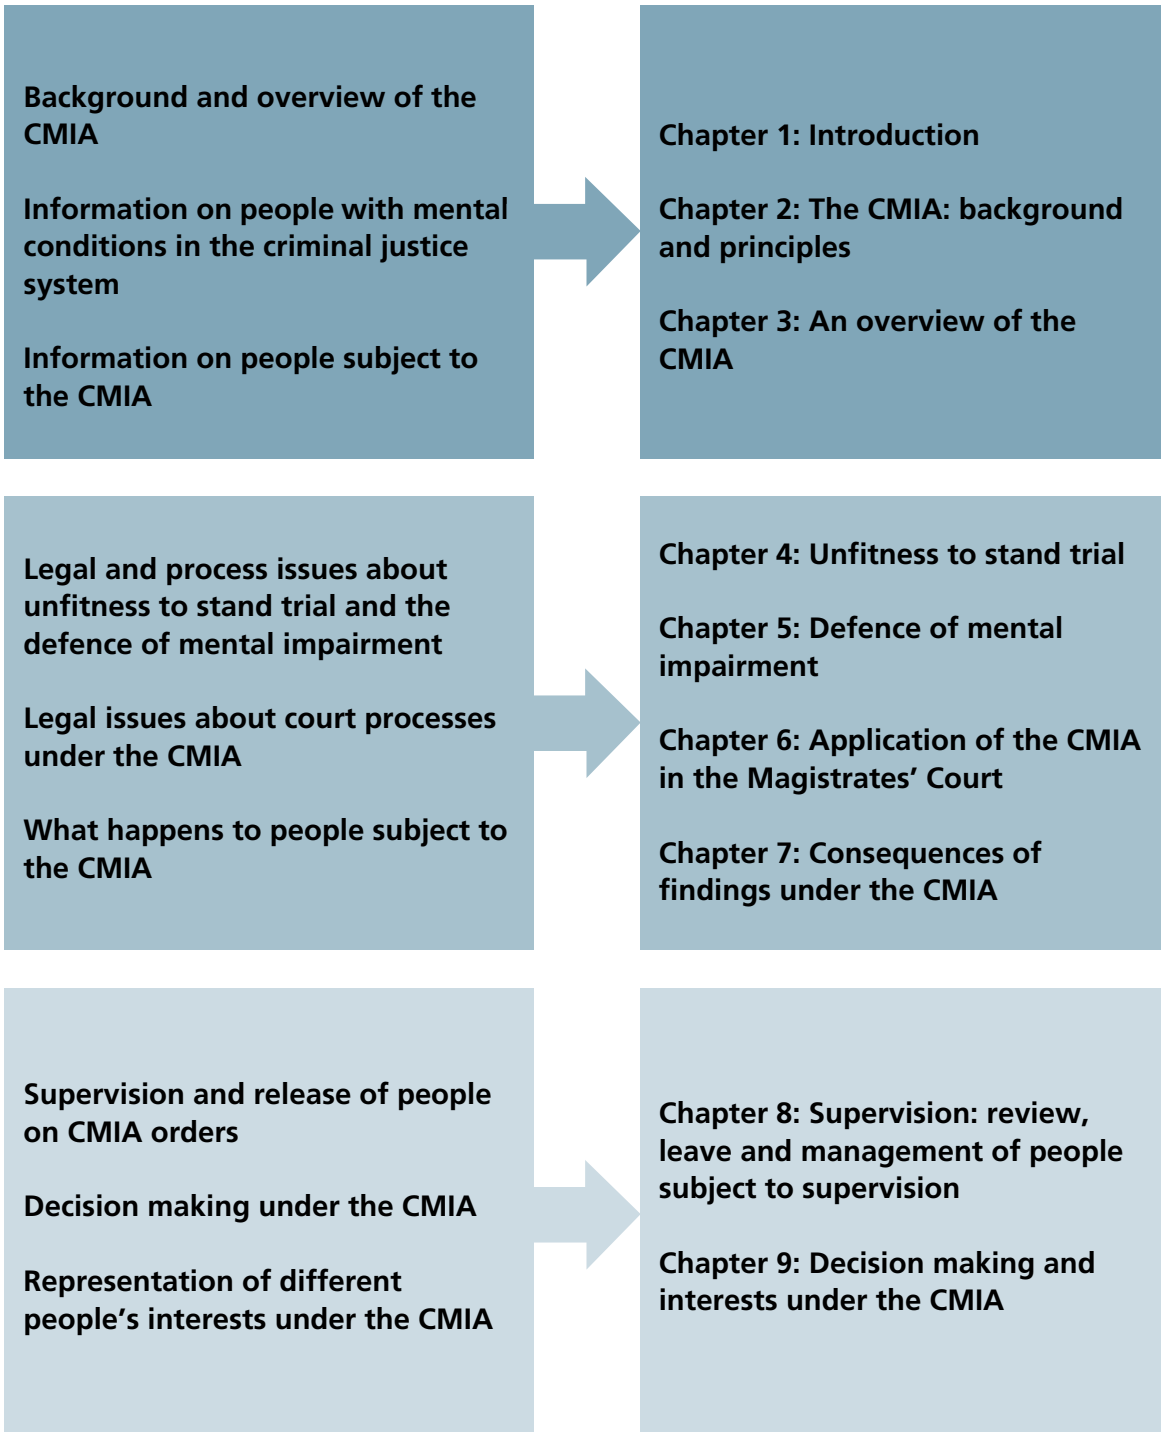 Background and overview of the
CMIA
Information on people with mental
conditions in the criminal justice
system
Information on people subject to
the CMIA
Chapter 1: Introduction
Chapter 2: The CMIA: background
and principles
Chapter 3: An overview of the
CMIA
Legal and process issues about
unfitness to stand trial and the
defence of mental impairment
Legal issues about court processes
under the CMIA
What happens to people subject to
the CMIA
Chapter 4: Unfitness to stand trial
Chapter 5: Defence of mental
impairment
Chapter 6: Application of the CMIA
in the Magistrates’ Court
Chapter 7: Consequences of
findings under the CMIA
Supervision and release of people
on CMIA orders
Decision making under the CMIA
Representation of different
people’s interests under the CMIA
Chapter 8: Supervision: review,
leave and management of people
subject to supervision
Chapter 9: Decision making and
interests under the CMIA